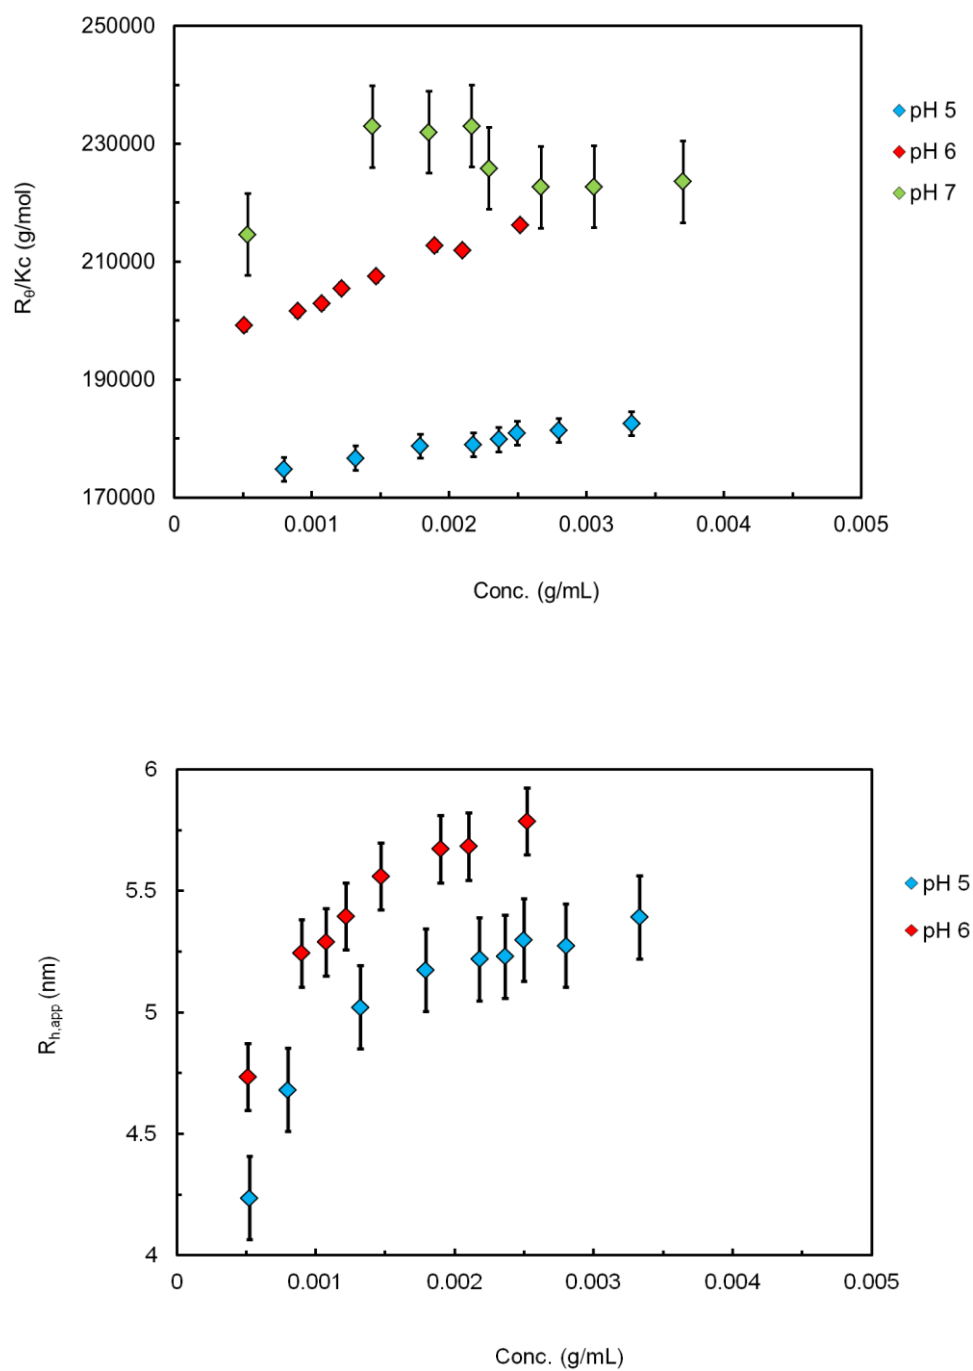 250000
230000
210000
190000
170000
Rθ/Kc (g/mol)
0
0.001
0.002
0.003
0.004
0.005
Conc. (g/mL)
pH 5
pH 6
pH 7
6
5.5
5
4.5
4
Rh,app (nm)
0
0.001
0.002
0.003
0.004
0.005
Conc. (g/mL)
pH 5
pH 6